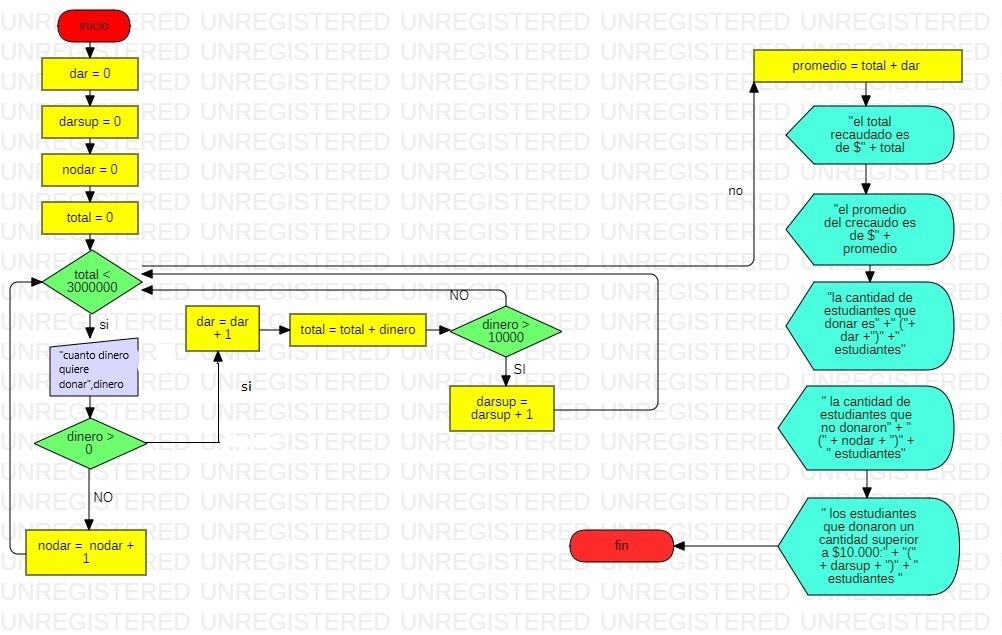 inicio
dar = 0
darsup = 0
nodar = 0
total = 0
total <
3000000
si
"cuanto dinero
quiere
donar",dinero
dinero >
0
NO
nodar = nodar +
1
si
dar = dar
+ 1
total = total + dinero
dinero >
10000
NO
SI
darsup =
darsup + 1
no
promedio = total + dar
"el total
recaudado es
de $" + total
"el promedio
del crecaudo es
de $" +
promedio
"la cantidad de
estudiantes que
donar es" +" ("+
dar +")" +"
estudiantes"
" la cantidad de
estudiantes que
no donaron" + "
(" + nodar + ")" +
" estudiantes"
" los estudiantes
que donaron un
cantidad superior
a $10.000:" + "("
+ darsup + ")" + "
estudiantes "
fin
UNREGISTERED